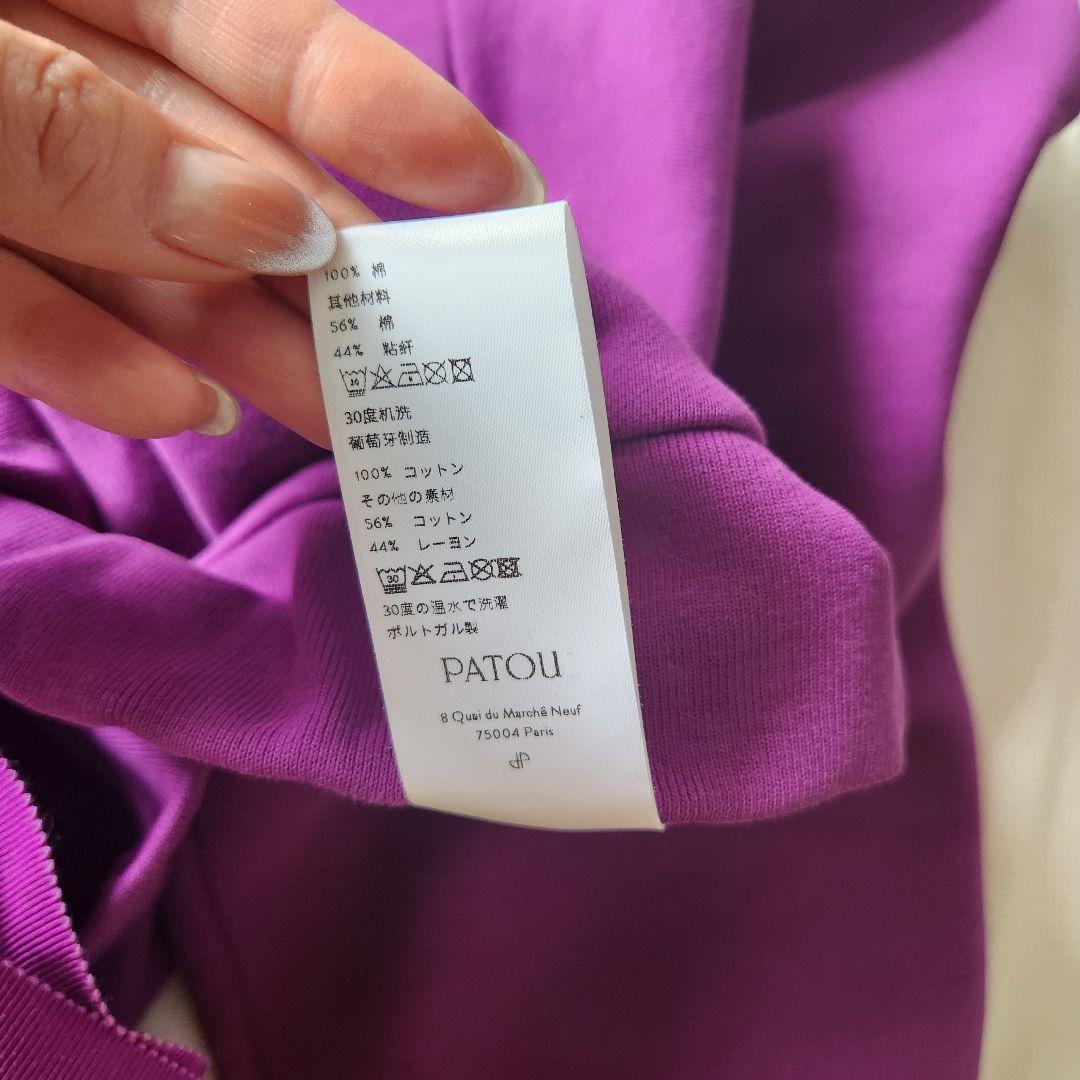 100% 棉
其他材料
56% 棉
44% 粘纤
30
30度机洗
葡萄牙制造
100% コットン
その他の素材
56% コットン
44% レーヨン
30
30度の温水で洗濯
ポルトガル製
PATOU
8 Quai du Marché Neuf
75004 Paris
JP